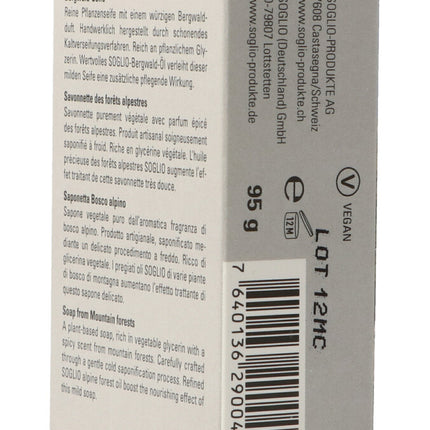 Reine Pflanzenseife mit einem würzigen Bergwald-
duft. Handwerklich hergestellt durch schonendes
Kaltverseifungsverfahren. Reich an pflanzlichem Gly-
zerin. Wertvolles SOGLIO-Bergwald-Öl verleiht dieser
milden Seife eine zusätzliche pflegende Wirkung.
Savonnette des forêts alpestres
Savonnette purement végétale avec parfum épicé
des forêts alpestres. Produit artisanal soigneusement
saponifié à froid. Riche en glycérine végétale. L'huile
précieuse des forêts alpestres SOGLIO augmente l'ef-
fet traitant de cette savonnette très douce.
Saponetta Bosco alpino
Sapone vegetale puro dall'aromatica fragranza di
bosco alpino. Prodotto artigianale, saponificato me-
diante un delicato procedimento a freddo. Ricco di
glicerina vegetale. I pregiati oli SOGLIO di varie piante
di bosco di montagna aumentano l'effetto trattante di
questo sapone delicato.
Soap from Mountain forests
A plant-based soap, rich in vegetable glycerin with a
spicy scent from mountain forests. Carefully crafted
through a gentle cold saponification process. Refined
SOGLIO alpine forest oil boost the nourishing effect of
this mild soap.
SOGLIO-PRODUKTE AG
7608 Castasegna/Schweiz
www.soglio-produkte.ch
SOGLIO (Deutschland) GmbH
D-79807 Lottstetten
www.soglio-produkte.de
V VEGAN
e 12M
95 g
LOT 12MC
7 640136 29004